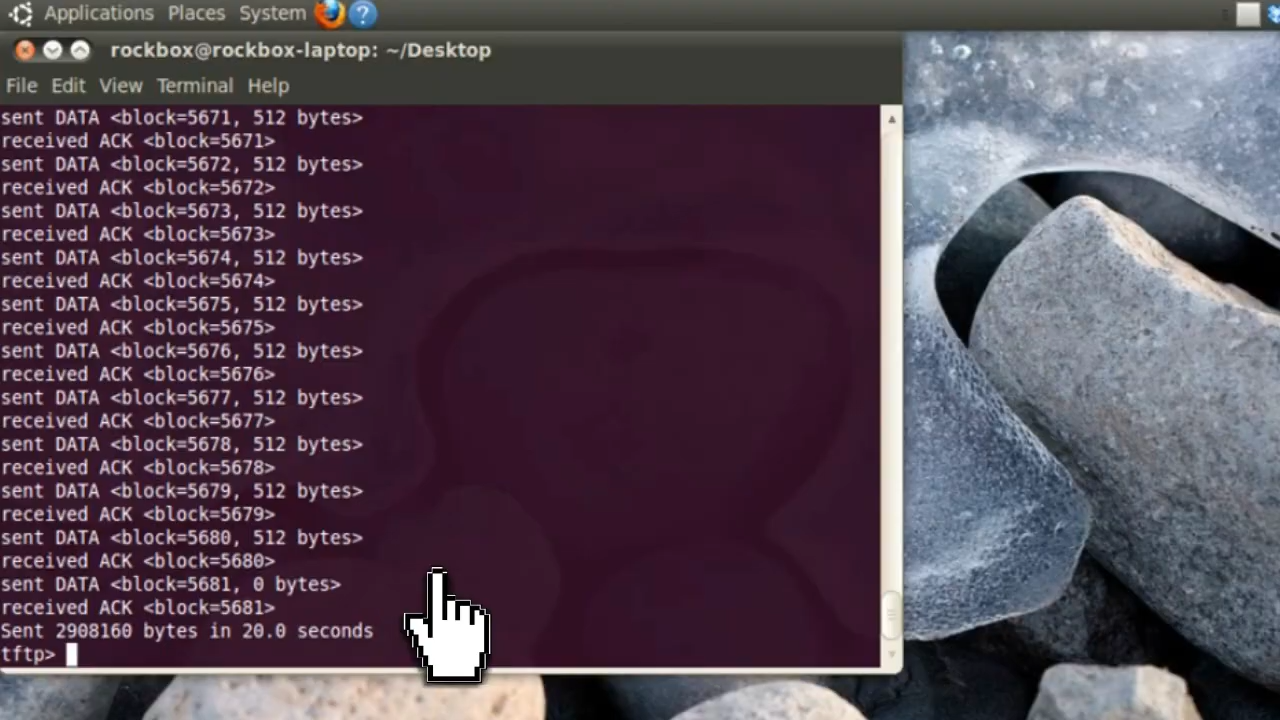 Applications Places System ?
rockbox@rockbox-laptop: ~/Desktop
File Edit View Terminal Help
sent DATA <block=5671, 512 bytes>
received ACK <block=5671>
sent DATA <block=5672, 512 bytes>
received ACK <block=5672>
sent DATA <block=5673, 512 bytes>
received ACK <block=5673>
sent DATA <block=5674, 512 bytes>
received ACK <block=5674>
sent DATA <block=5675, 512 bytes>
received ACK <block=5675>
sent DATA <block=5676, 512 bytes>
received ACK <block=5676>
sent DATA <block=5677, 512 bytes>
received ACK <block=5677>
sent DATA <block=5678, 512 bytes>
received ACK <block=5678>
sent DATA <block=5679, 512 bytes>
received ACK <block=5679>
sent DATA <block=5680, 512 bytes>
received ACK <block=5680>
sent DATA <block=5681, 0 bytes>
received ACK <block=5681>
Sent 2908160 bytes in 20.0 seconds
tftp>